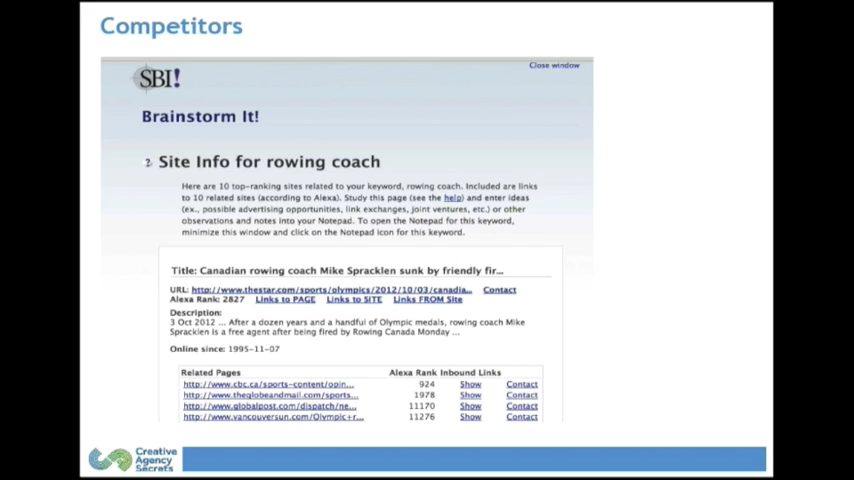 Competitors
Close window
SBI!
Brainstorm It!
? Site Info for rowing coach
Here are 10 top-ranking sites related to your keyword, rowing coach. Included are links
to 10 related sites (according to Alexa). Study this page (see the help) and enter ideas
(ex., possible advertising opportunities, link exchanges, joint ventures, etc.) or other
observations and notes into your Notepad. To open the Notepad for this keyword,
minimize this window and click on the Notepad icon for this keyword.
Title: Canadian rowing coach Mike Spracklen sunk by friendly fir...
URL: http://www.thestar.com/sports/olympics/2012/10/03/canadia... Contact
Alexa Rank: 2827 Links to PAGE Links to SITE Links FROM Site
Description:
3 Oct 2012 ... After a dozen years and a handful of Olympic medals, rowing coach Mike
Spracklen is a free agent after being fired by Rowing Canada Monday ...
Online since: 1995-11-07
Related Pages Alexa Rank Inbound Links
http://www.cbc.ca/sports-content/opin... 924 Show Contact
http://www.theglobeandmail.com/sports... 1978 Show Contact
http://www.globalpost.com/dispatch/ne... 11170 Show Contact
http://www.vancouversun.com/Olympic+r... 11276 Show Contact
Creative
Agency
Secrets